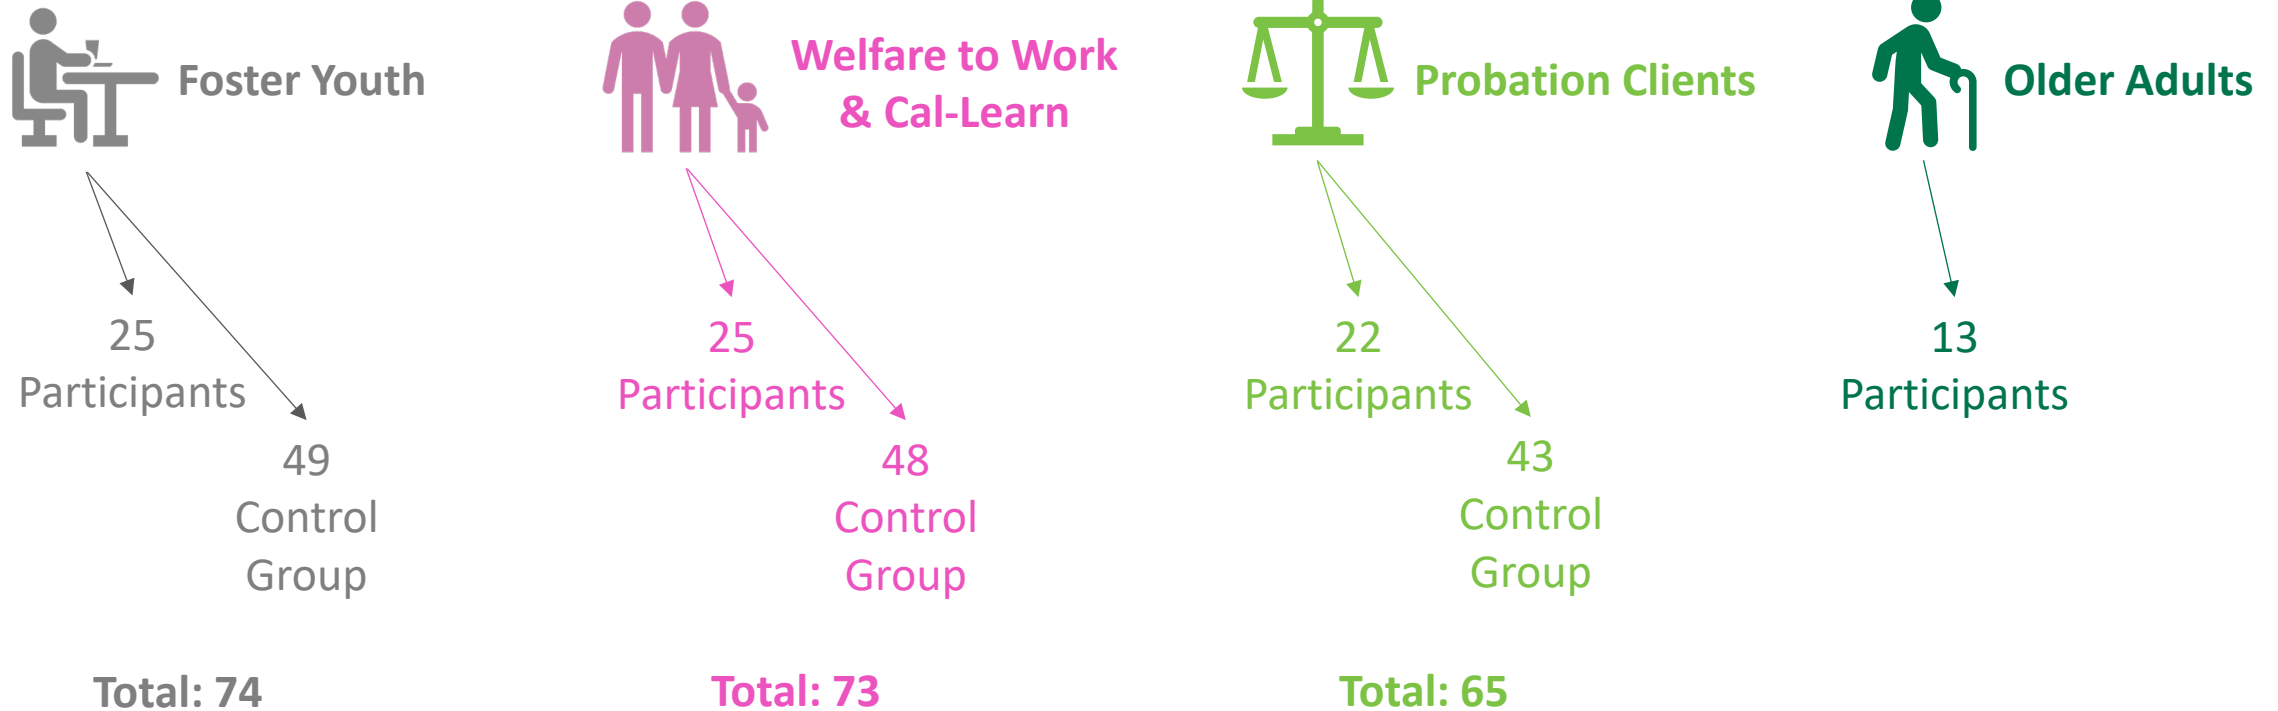 Foster Youth
25
Participants
49
Control
Group
Total: 74
Welfare to Work
& Cal-Learn
25
Participants
48
Control
Group
Total: 73
Probation Clients
22
Participants
43
Control
Group
Total: 65
Older Adults
13
Participants